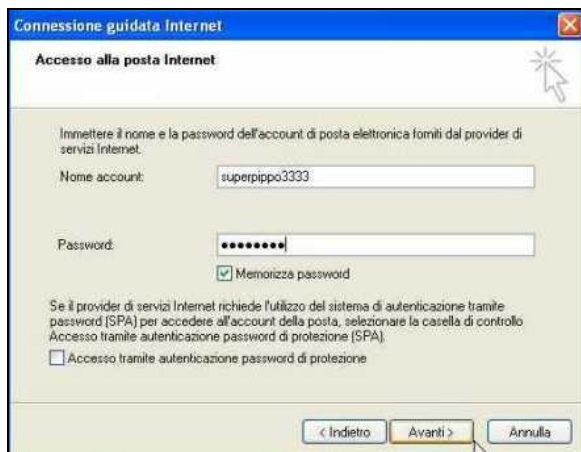 Connessione guidata Internet
Accesso alla posta Internet
Immettere il nome e la password dell'account di posta elettronica forniti dal provider di
servizi Internet.
Nome account: superpippo3333
Password: ●●●●●●●●
Memorizza password
Se il provider di servizi Internet richiede l'utilizzo del sistema di autenticazione tramite
password (SPA) per accedere all'account della posta, selezionare la casella di controllo
Accesso tramite autenticazione password di protezione (SPA).
Accesso tramite autenticazione password di protezione
< Indietro Avanti > Annulla